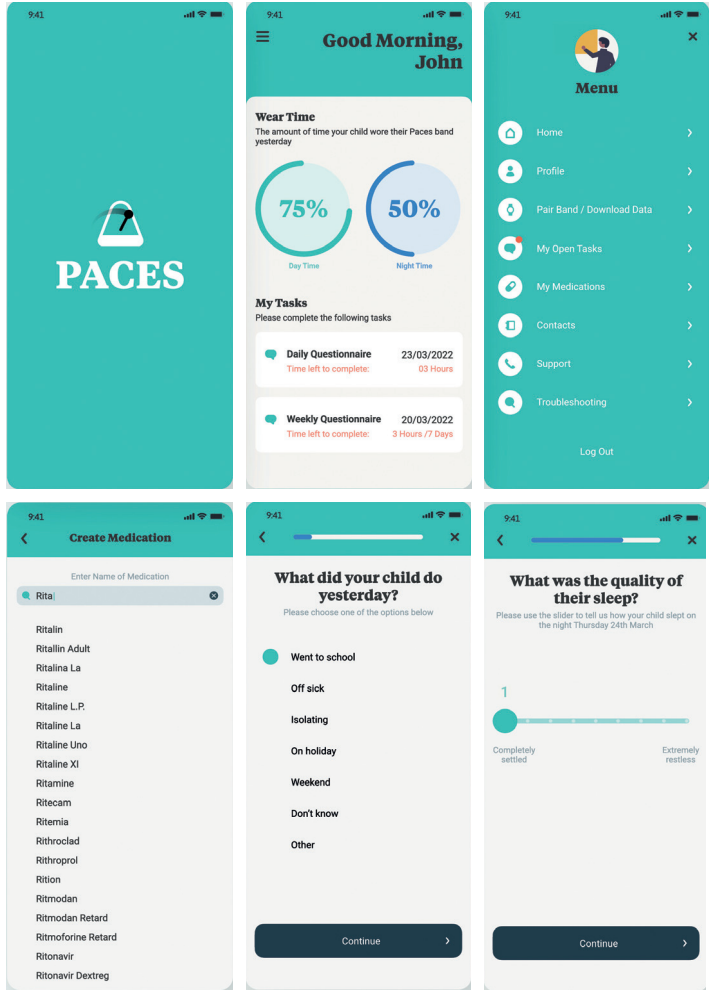 9:41
PACES
9:41
Good Morning,
John
Wear Time
The amount of time your child wore their Paces band
yesterday
75%
50%
Day Time
Night Time
My Tasks
Please complete the following tasks
Daily Questionnaire 23/03/2022
Time left to complete: 03 Hours
Weekly Questionnaire 20/03/2022
Time left to complete: 3 Hours /7 Days
9:41
Menu
Home
Profile
Pair Band / Download Data
My Open Tasks
My Medications
Contacts
Support
Troubleshooting
Log Out
9:41
Create Medication
Enter Name of Medication
Rita
Ritalin
Ritallin Adult
Ritalina La
Ritaline
Ritaline L.P.
Ritaline La
Ritaline Uno
Ritaline Xl
Ritamine
Ritecam
Ritemia
Rithroclad
Rithroprol
Rition
Ritmodan
Ritmodan Retard
Ritmoforine Retard
Ritonavir
Ritonavir Dextreg
9:41
What did your child do
yesterday?
Please choose one of the options below
Went to school
Off sick
Isolating
On holiday
Weekend
Don't know
Other
Continue
9:41
What was the quality of
their sleep?
Please use the slider to tell us how your child slept on
the night Thursday 24th March
1
Completely
settled
Extremely
restless
Continue